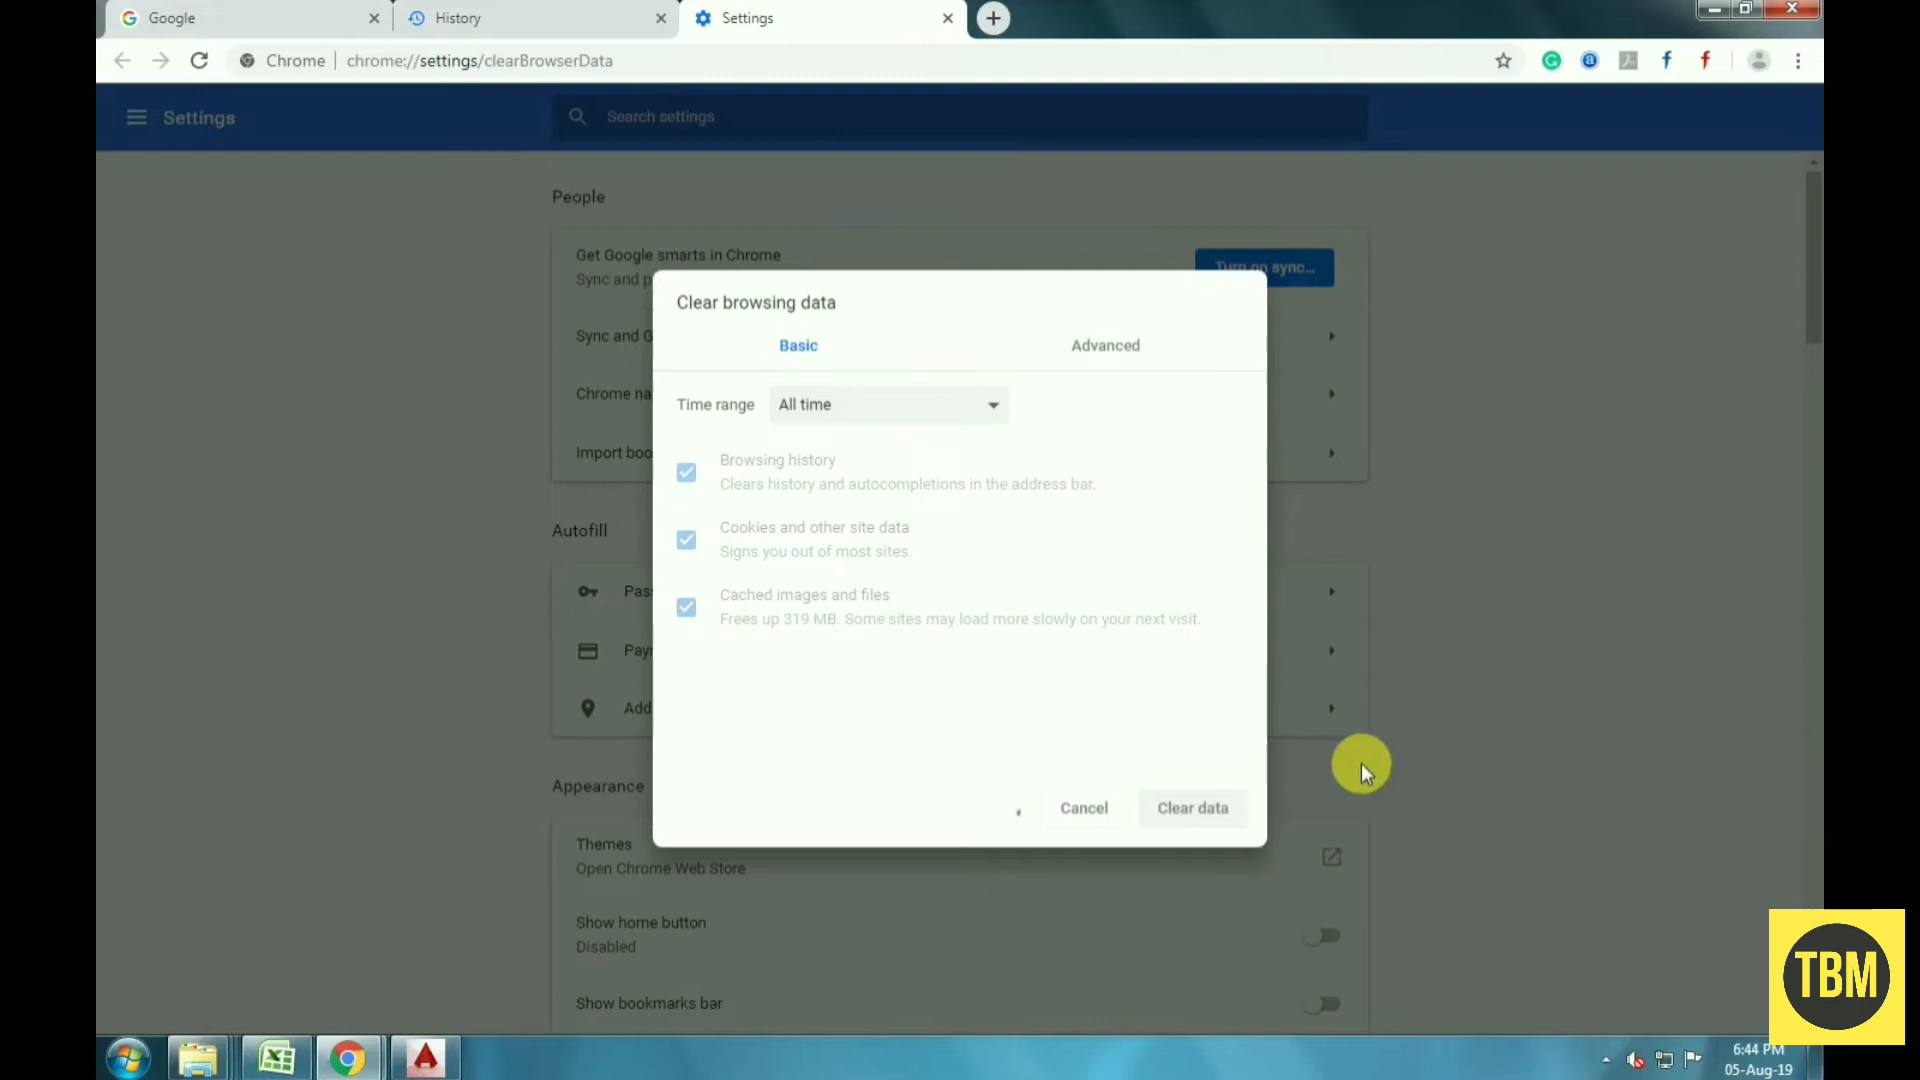 Google
History
Settings
Chrome
chrome://settings/clearBrowserData
Settings
Search settings
People
Get Google smarts in Chrome
Sync and p
Turn on sync...
Sync and G
Chrome na
Import boo
Clear browsing data
Basic
Advanced
Time range
All time
Browsing history
Clears history and autocompletions in the address bar.
Cookies and other site data
Signs you out of most sites.
Cached images and files
Frees up 319 MB. Some sites may load more slowly on your next visit.
Cancel
Clear data
Autofill
Pas
Payr
Add
Appearance
Themes
Open Chrome Web Store
Show home button
Disabled
Show bookmarks bar
TBM
6:44 PM
05-Aug-19